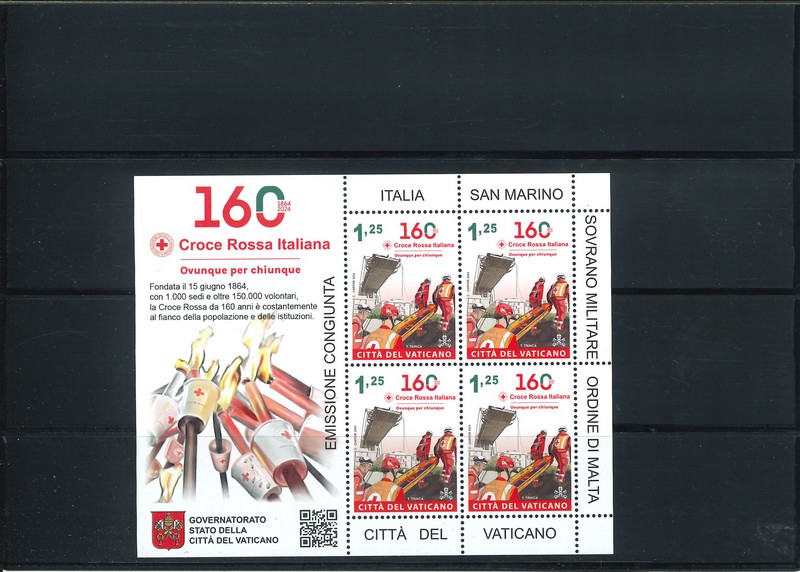 160
1864
2024
Croce Rossa Italiana
Ovunque per chiunque
Fondata il 15 giugno 1864,
con 1.000 sedi e oltre 150.000 volontari,
la Croce Rossa da 160 anni è costantemente
al fianco della popolazione e delle istituzioni.
GOVERNATORATO
STATO DELLA
CITTÀ DEL VATICANO
EMISSIONE CONGIUNTA
ITALIA
SAN MARINO
SOVRANO MILITARE
ORDINE DI MALTA
1,25
160
Croce Rossa Italiana
Ovunque per chiunque
T. TRINCA
CITTÀ DEL VATICANO
1,25
160
Croce Rossa Italiana
Ovunque per chiunque
T. TRINCA
CITTÀ DEL VATICANO
1,25
160
Croce Rossa Italiana
Ovunque per chiunque
T. TRINCA
CITTÀ DEL VATICANO
1,25
160
Croce Rossa Italiana
Ovunque per chiunque
T. TRINCA
CITTÀ DEL VATICANO
CITTÀ DEL VATICANO